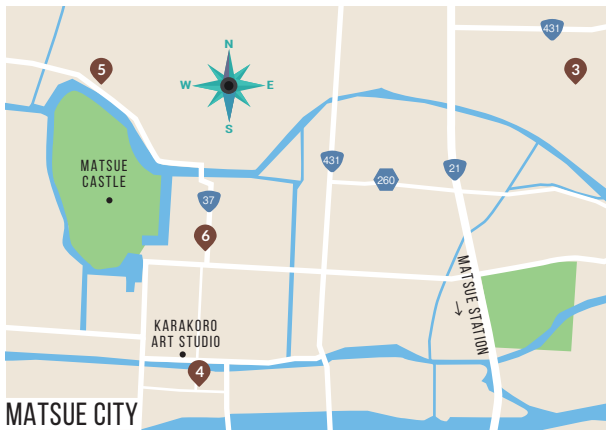 431
N
5
3
W
E
S
MATSUE
CASTLE
431
260
21
37
6
MATSUE STATION
→
KARAKORO
ART STUDIO
4
MATSUE CITY